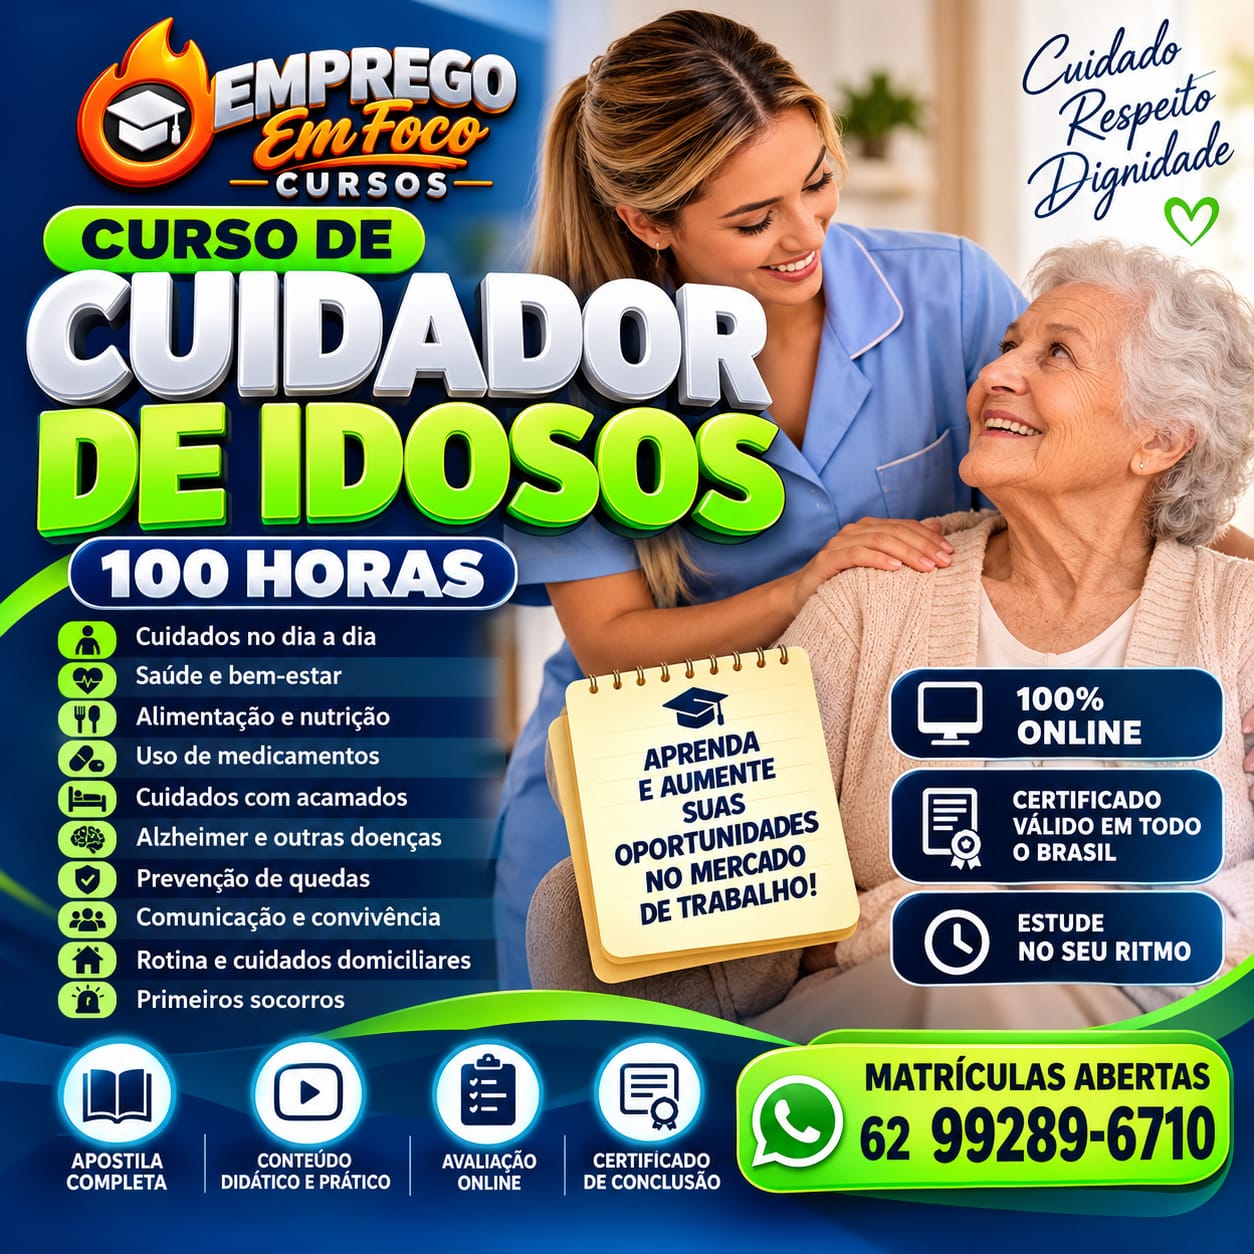 EMPREGO
Em Foco
CURSOS
Cuidado
Respeito
Dignidade
CURSO DE
CUIDADOR
DE IDOSOS
100 HORAS
Cuidados no dia a dia
Saúde e bem-estar
Alimentação e nutrição
Uso de medicamentos
Cuidados com acamados
Alzheimer e outras doenças
Prevenção de quedas
Comunicação e convivência
Rotina e cuidados domiciliares
Primeiros socorros
APRENDA
E AUMENTE
SUAS
OPORTUNIDADES
NO MERCADO
DE TRABALHO!
100%
ONLINE
CERTIFICADO
VÁLIDO EM TODO
O BRASIL
ESTUDE
NO SEU RITMO
APOSTILA
COMPLETA
CONTEÚDO
DIDÁTICO E PRÁTICO
AVALIAÇÃO
ONLINE
CERTIFICADO
DE CONCLUSÃO
MATRÍCULAS ABERTAS
62 99289-6710